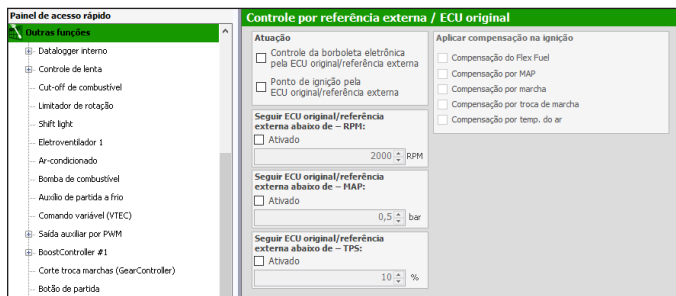 Painel de acesso rápido
Outras funções
Datalogger interno
Controle de lenta
Cut-off de combustível
Limitador de rotação
Shift light
Eletroventilador 1
Ar-condicionado
Bomba de combustível
Auxílio de partida a frio
Comando variável (VTEC)
Saída auxiliar por PWM
BoostController #1
Corte troca marchas (GearController)
Botão de partida
Controle por referência externa / ECU original
Atuação
Controle da borboleta eletrônica
pela ECU original/referência externa
Ponto de ignição pela
ECU original/referência externa
Seguir ECU original/referência
externa abaixo de – RPM:
Ativado
2000 RPM
Seguir ECU original/referência
externa abaixo de – MAP:
Ativado
0,5 bar
Seguir ECU original/referência
externa abaixo de – TPS:
Ativado
10 %
Aplicar compensação na ignição
Compensação do Flex Fuel
Compensação por MAP
Compensação por marcha
Compensação por troca de marcha
Compensação por temp. do ar